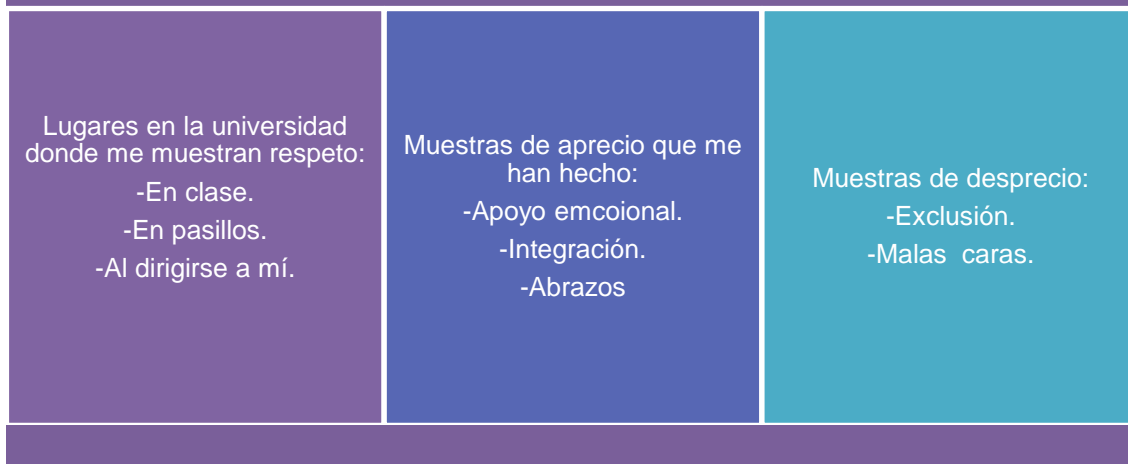 Lugares en la universidad
donde me muestran respeto:
-En clase.
-En pasillos.
-Al dirigirse a mí.
Muestras de aprecio que me
han hecho:
-Apoyo emcoional.
-Integración.
-Abrazos
Muestras de desprecio:
-Exclusión.
-Malas  caras.